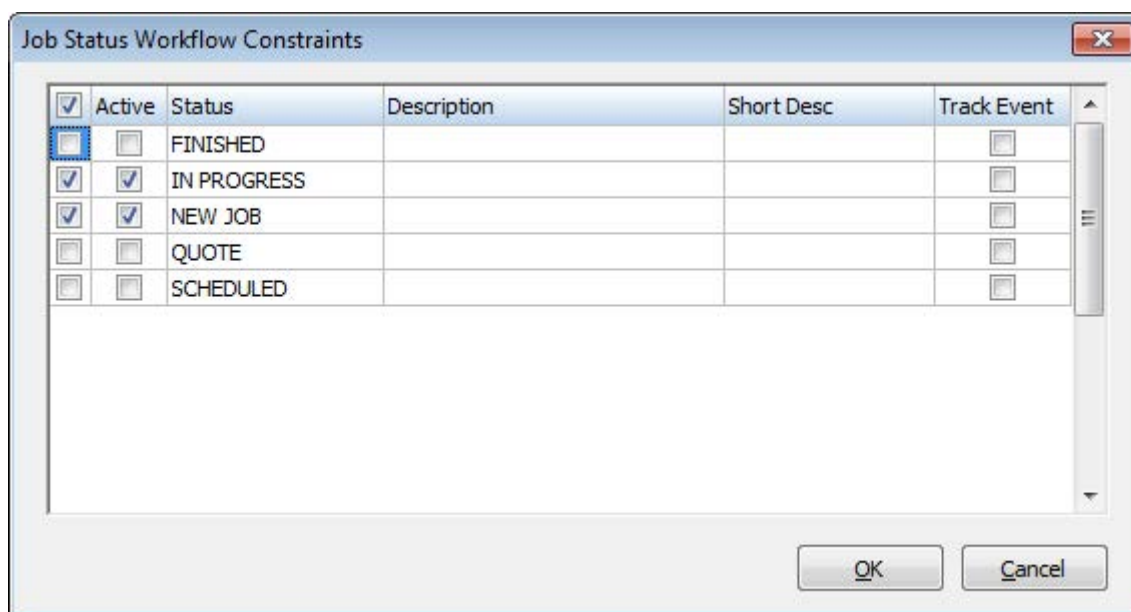 Job Status Workflow Constraints
Active Status Description Short Desc Track Event
FINISHED
IN PROGRESS
NEW JOB
QUOTE
SCHEDULED
OK Cancel